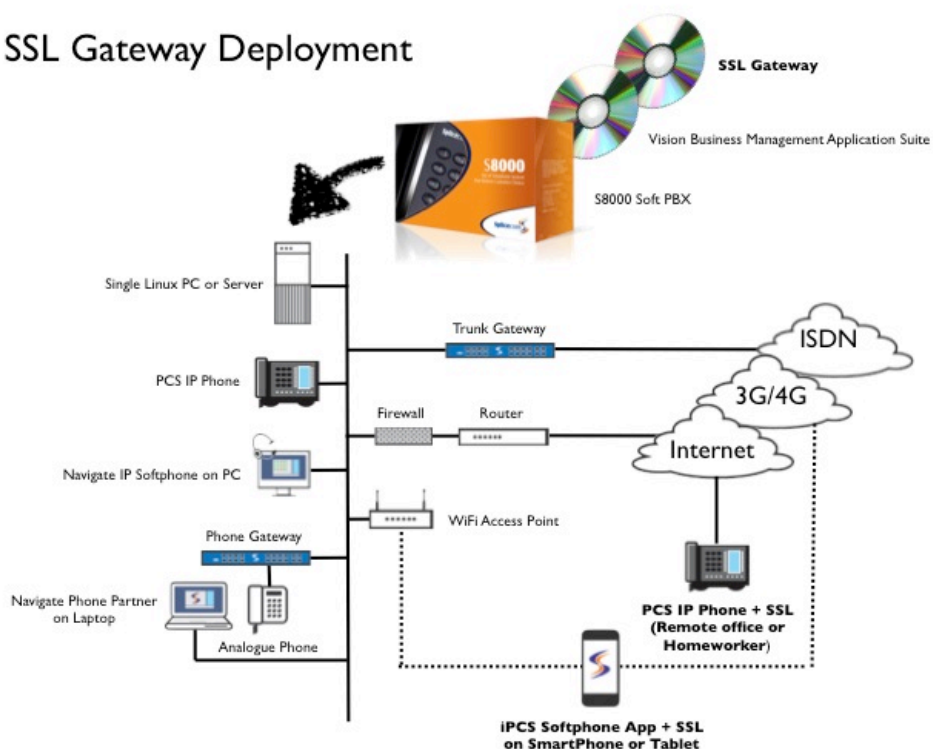 SSL Gateway Deployment
SSL Gateway
Vision Business Management Application Suite
S8000
S8000 Soft PBX
Single Linux PC or Server
Trunk Gateway
ISDN
PCS IP Phone
3G/4G
Firewall
Router
Internet
Navigate IP Softphone on PC
WiFi Access Point
Phone Gateway
Navigate Phone Partner
on Laptop
Analogue Phone
PCS IP Phone + SSL
(Remote office or
Homeworker)
iPCS Softphone App + SSL
on SmartPhone or Tablet